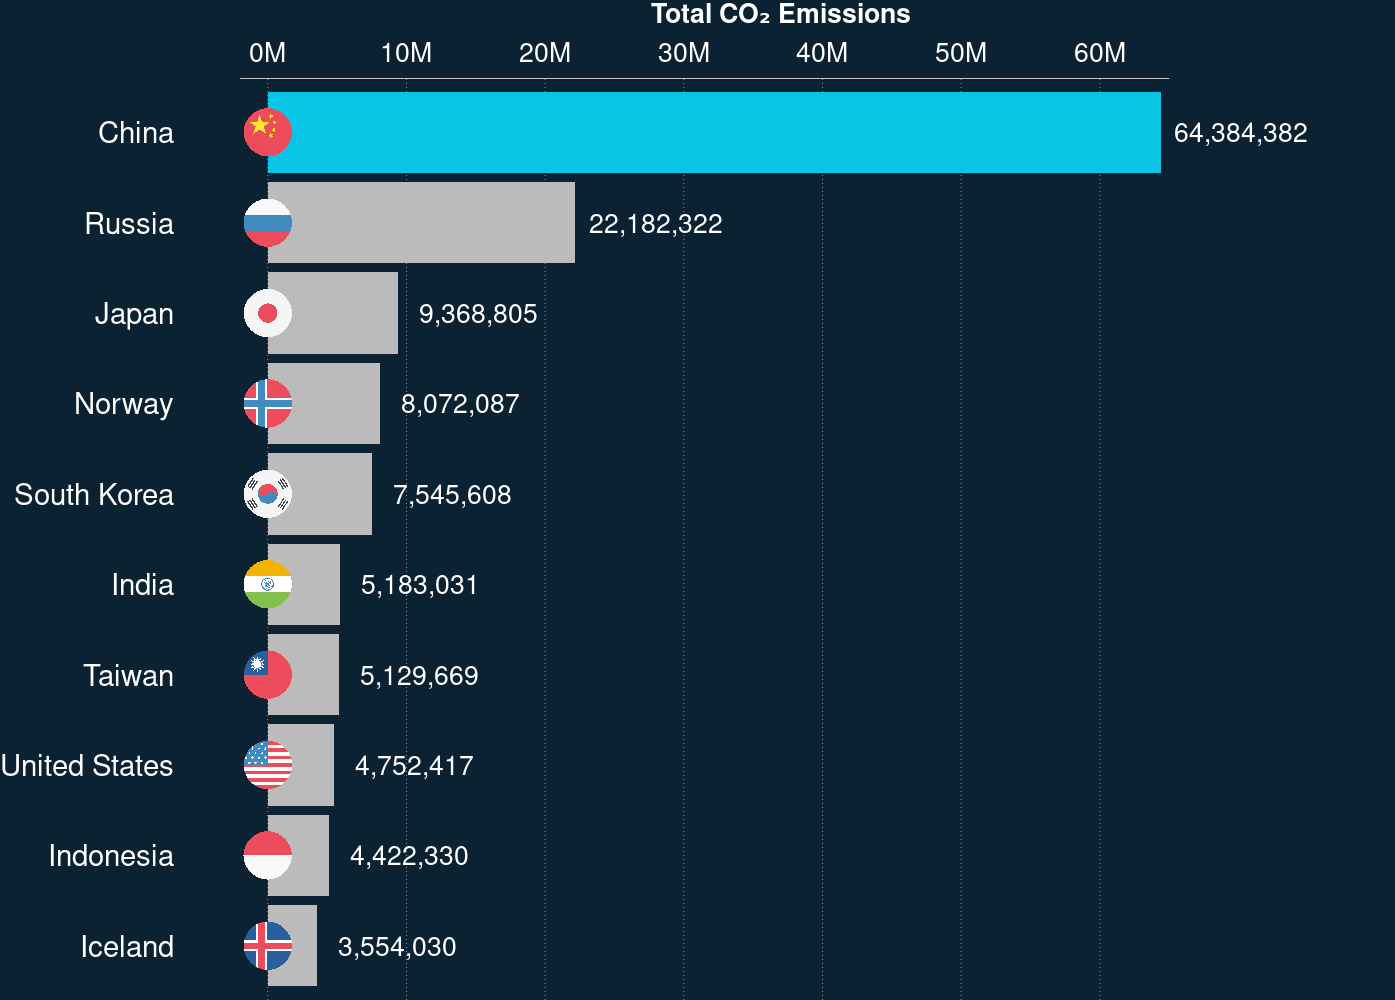 Total CO₂ Emissions
0M 10M 20M 30M 40M 50M 60M
China 64,384,382
Russia 22,182,322
Japan 9,368,805
Norway 8,072,087
South Korea 7,545,608
India 5,183,031
Taiwan 5,129,669
United States 4,752,417
Indonesia 4,422,330
Iceland 3,554,030